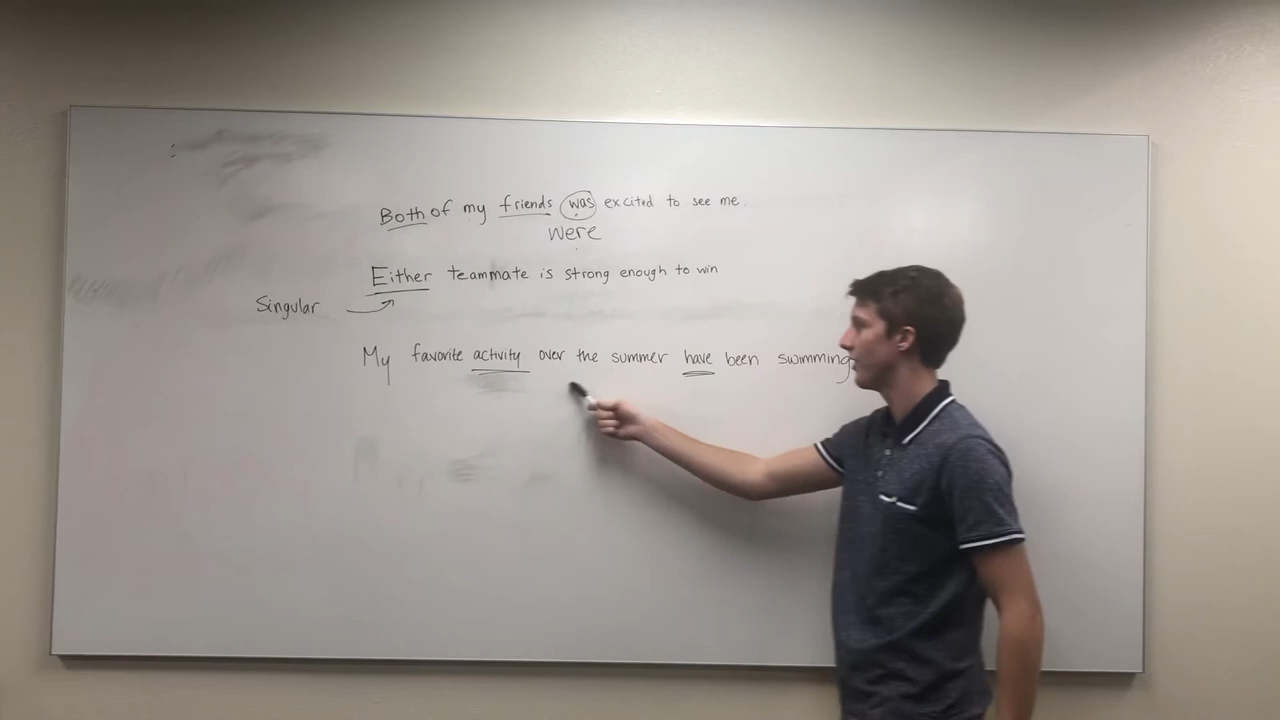 Both of my friends was excited to see me.
were
Either teammate is strong enough to win
Singular
My favorite activity over the summer have been swimming